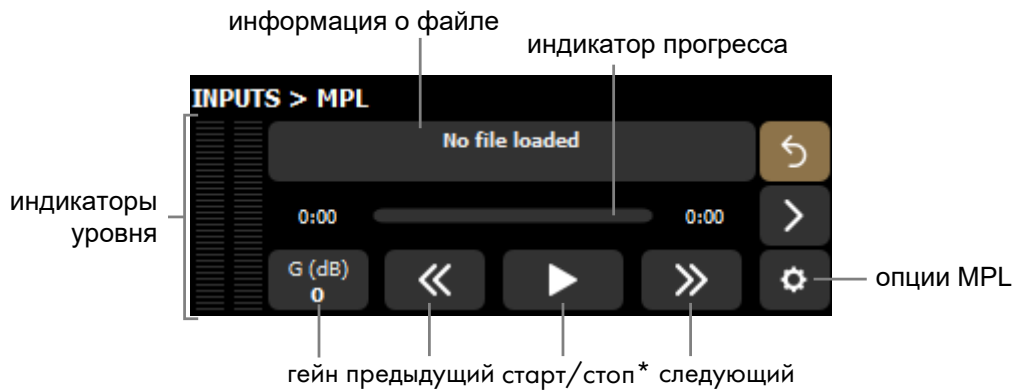 информация о файле
индикатор прогресса
INPUTS > MPL
No file loaded
индикаторы
уровня
0:00
0:00
G (dB)
0
опции MPL
гейн предыдущий старт/стоп* следующий